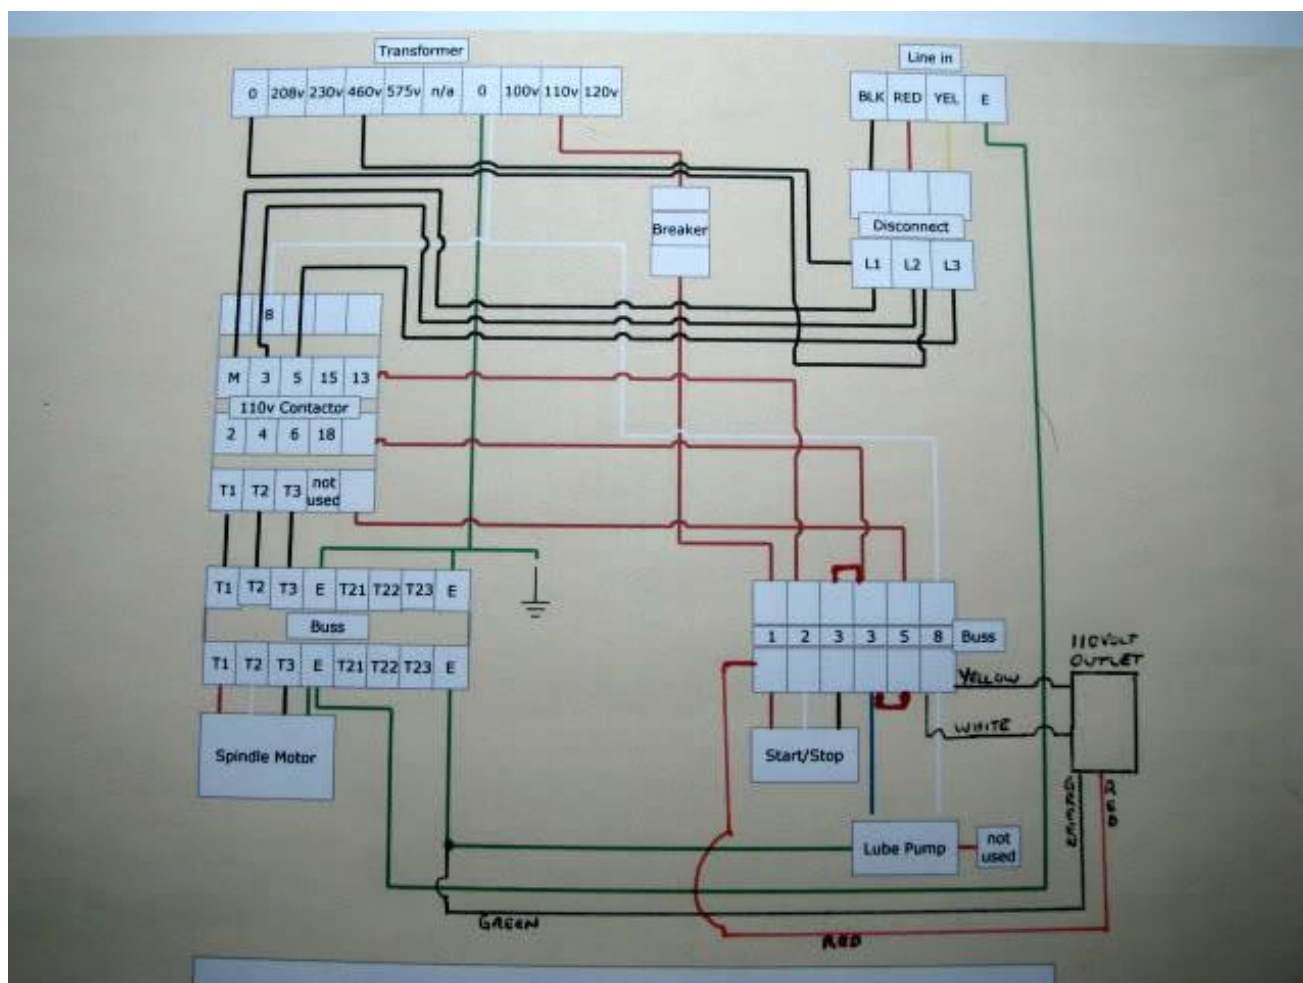 Transformer
Line in
0 208v 230v 460v 575v n/a 0 100v 110v 120v
BLK RED YEL E
Breaker
Disconnect
L1 L2 L3
8
M 3 5 15 13
110v Contactor
2 4 6 18
T1 T2 T3 not used
T1 T2 T3 E T21 T22 T23 E
Buss
T1 T2 T3 E T21 T22 T23 E
1 2 3 3 5 8 Buss
110VOLT
OUTLET
YELLOW
WHITE
Spindle Motor
Start/Stop
GREEN
RED
Lube Pump
not
used
GREEN
RED